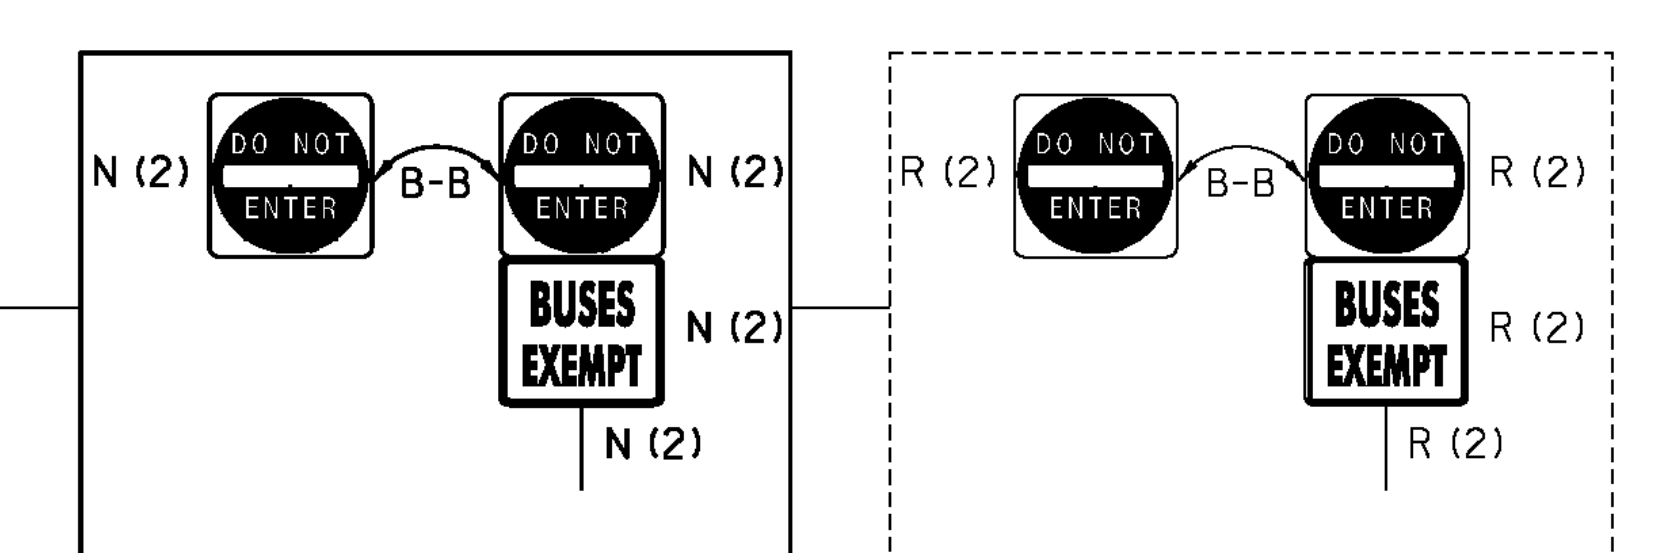 DO NOT
ENTER
N (2)
B-B
DO NOT
ENTER
N (2)
BUSES
EXEMPT
N (2)
N (2)
DO NOT
ENTER
R (2)
B-B
DO NOT
ENTER
R (2)
BUSES
EXEMPT
R (2)
R (2)